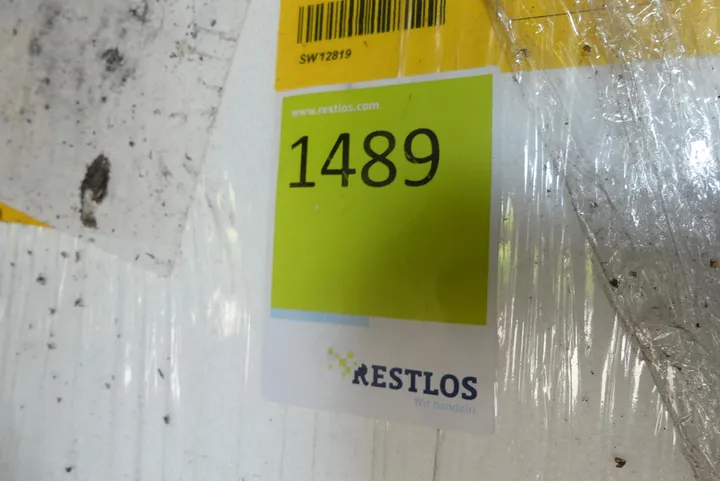 SW12819
www.restlos.com
1489
RESTLOS
Wir handeln